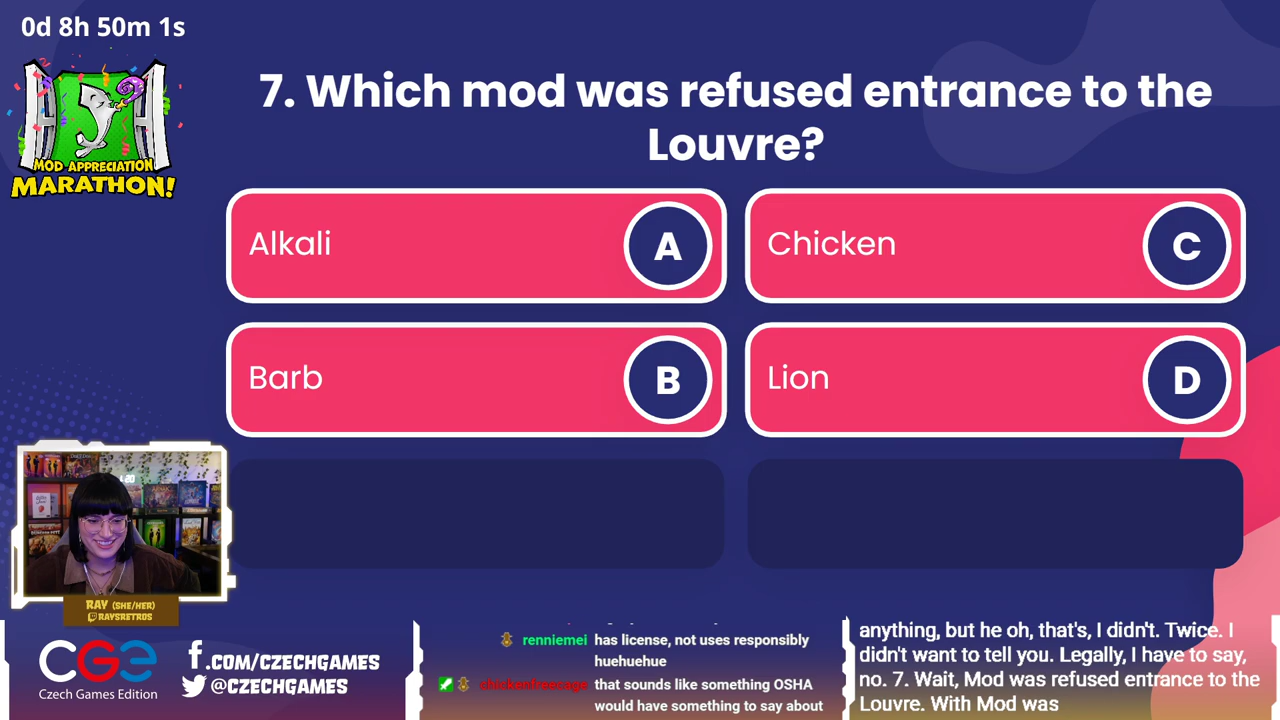 0d 8h 50m 1s
MOD APPRECIATION
MARATHON!
7. Which mod was refused entrance to the
Louvre?
Alkali
A
Chicken
C
Barb
B
Lion
D
RAY (SHE/HER)
RAYSRETROS
CGE
Czech Games Edition
f.COM/CZECHGAMES
@CZECHGAMES
renniemei has license, not uses responsibly
huehuehue
chickenfreecage that sounds like something OSHA
would have something to say about
anything, but he oh, that's, I didn't. Twice. I
didn't want to tell you. Legally, I have to say,
no. 7. Wait, Mod was refused entrance to the
Louvre. With Mod was